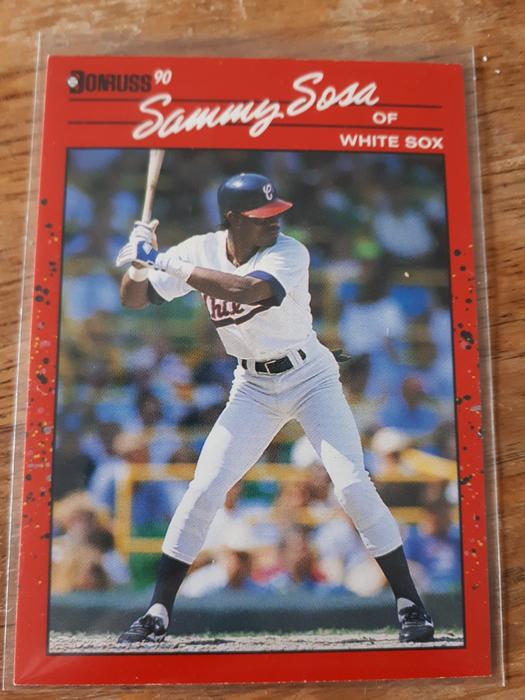 DONRUSS 90
Sammy Sosa
OF
WHITE SOX
C